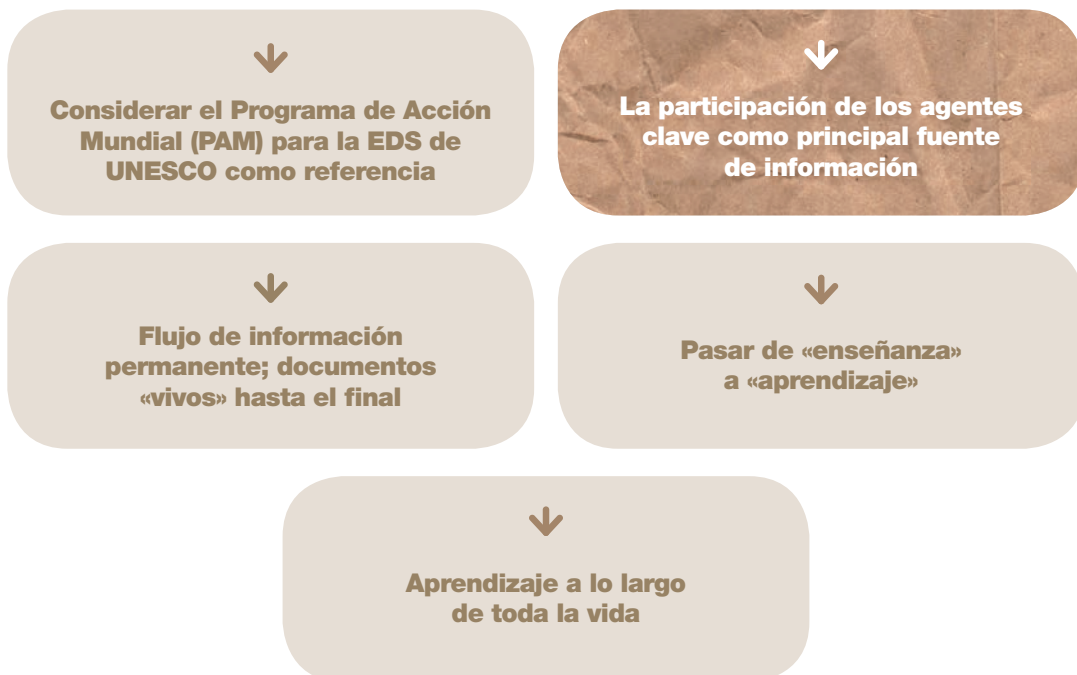 Considerar el Programa de Acción
Mundial (PAM) para la EDS de
UNESCO como referencia
La participación de los agentes
clave como principal fuente
de información
Flujo de información
permanente; documentos
«vivos» hasta el final
Pasar de «enseñanza»
a «aprendizaje»
Aprendizaje a lo largo
de toda la vida